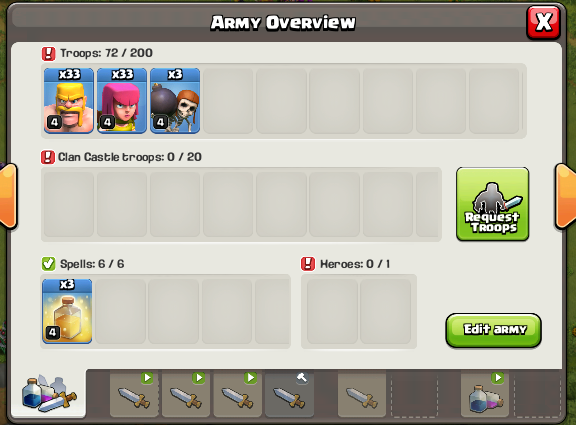 Army Overview
X
Troops: 72 / 200
x33 x33 x3
4 4 4
Clan Castle troops: 0 / 20
Request
Troops
Spells: 6 / 6
Heroes: 0 / 1
x3
4
Edit army